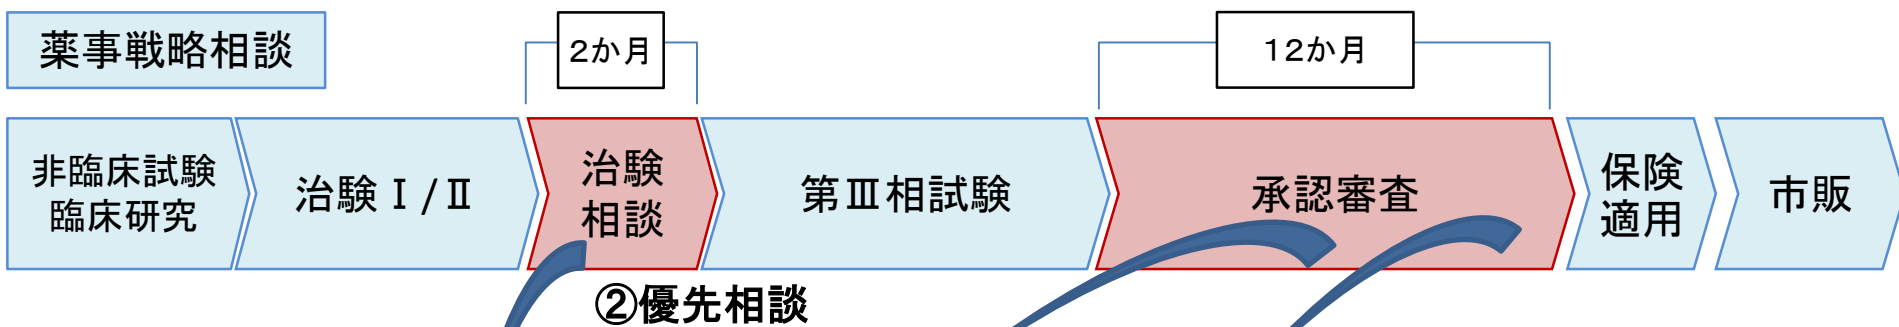 薬事戦略相談
2か月
12か月
非臨床試験
臨床研究
治験Ⅰ/Ⅱ
治験
相談
第Ⅲ相試験
承認審査
保険
適用
市販
②優先相談